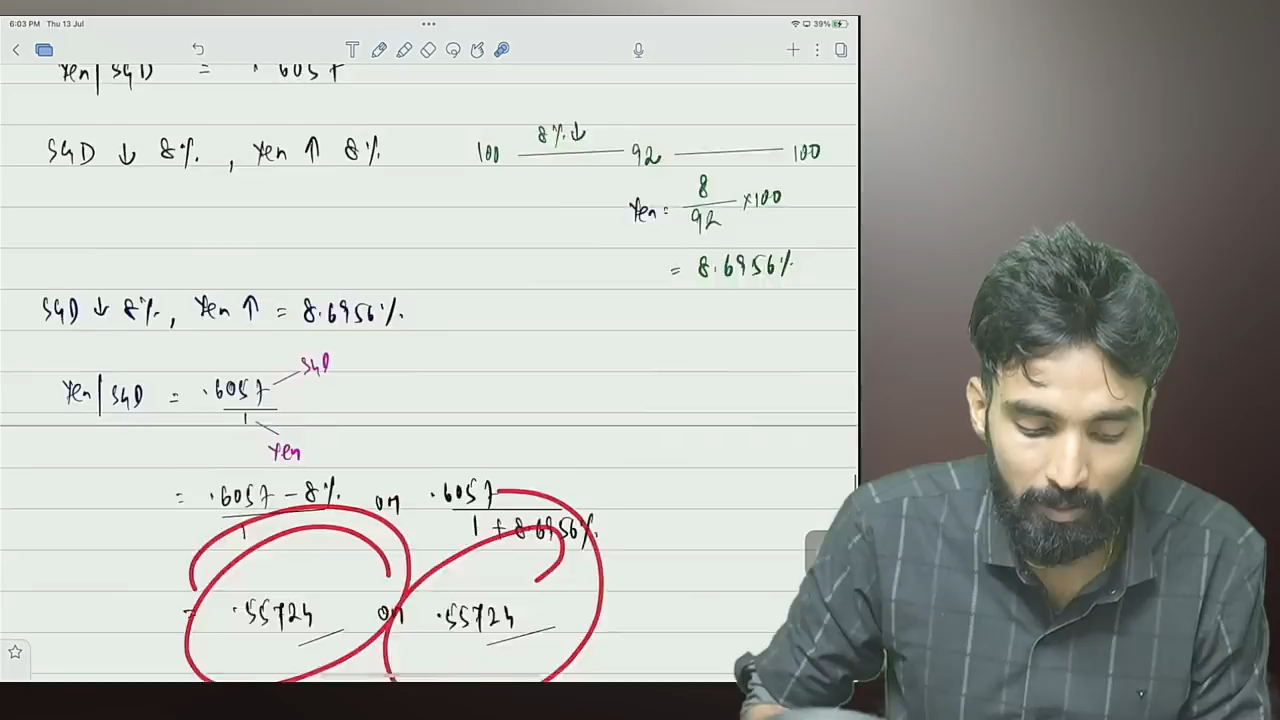 6:03 PM Thu 13 Jul
39%
Yen | SGD = .6057
SGD ↓ 8%, Yen ↑ 8%
100 8%↓ 92 100
Yen = 8/92 × 100
= 8.6956%
SGD ↓ 8%, Yen ↑ = 8.6956%.
Yen | SGD = .6057/1
SGD
Yen
= .6057 - 8%/1 or .6057/1 + 8.6956%.
= .55724 or .55724